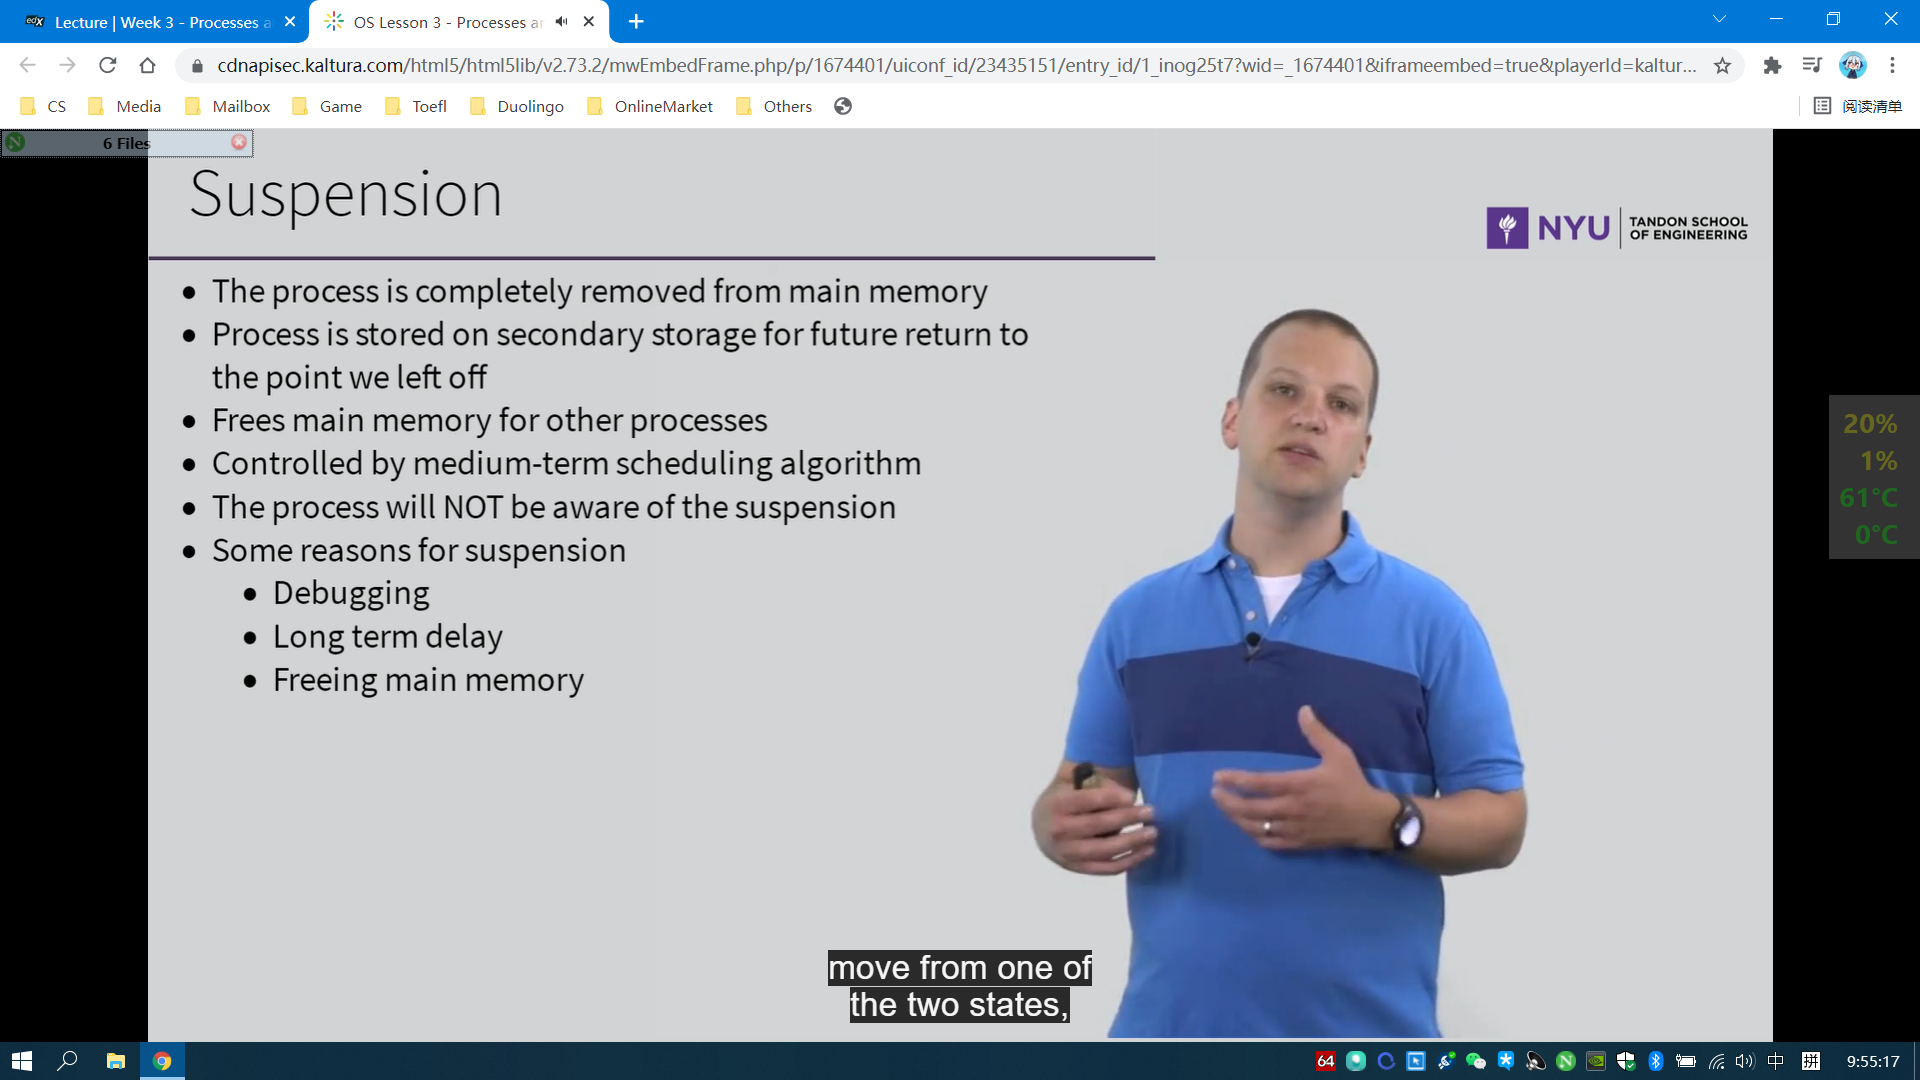 edX
Lecture | Week 3 - Processes a
OS Lesson 3 - Processes a
cdnapisec.kaltura.com/html5/html5lib/v2.73.2/mwEmbedFrame.php/p/1674401/uiconf_id/23435151/entry_id/1_inog25t7?wid=_1674401&iframeembed=true&playerId=kaltur...
CS
Media
Mailbox
Game
Toefl
Duolingo
OnlineMarket
Others
阅读清单
N
6 Files
Suspension
NYU
TANDON SCHOOL
OF ENGINEERING
• The process is completely removed from main memory
• Process is stored on secondary storage for future return to
the point we left off
• Frees main memory for other processes
• Controlled by medium-term scheduling algorithm
• The process will NOT be aware of the suspension
• Some reasons for suspension
• Debugging
• Long term delay
• Freeing main memory
20%
1%
61°C
0°C
move from one of
the two states,
64
N
中
拼
9:55:17